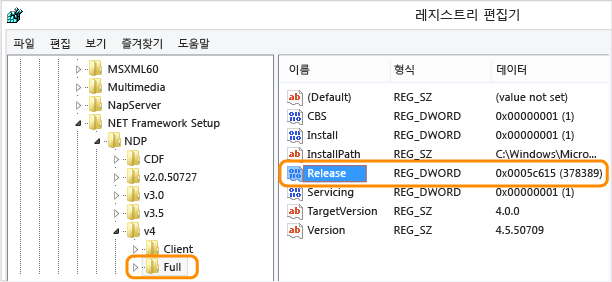 레지스트리 편집기
파일 편집 보기 즐겨찾기 도움말
MSXML60
Multimedia
NapServer
NET Framework Setup
NDP
CDF
v2.0.50727
v3.0
v3.5
v4
Client
Full
이름 형식 데이터
(Default) REG_SZ (value not set)
CBS REG_DWORD 0x00000001 (1)
Install REG_DWORD 0x00000001 (1)
InstallPath REG_SZ C:\Windows\Micro...
Release REG_DWORD 0x0005c615 (378389)
Servicing REG_DWORD 0x00000001 (1)
TargetVersion REG_SZ 4.0.0
Version REG_SZ 4.5.50709